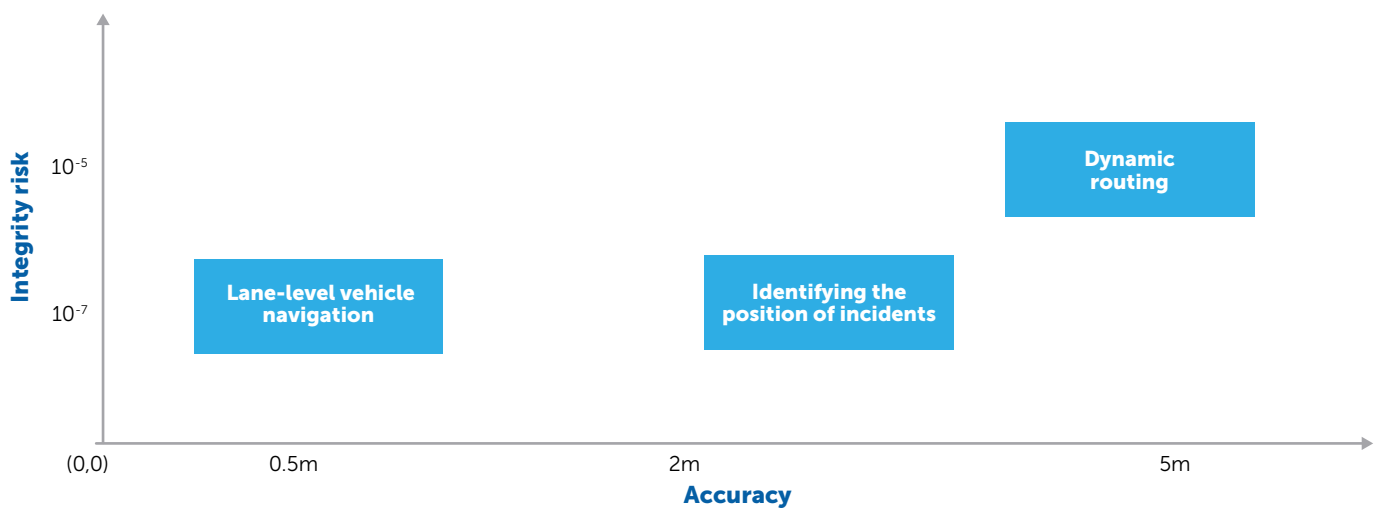 Integrity risk
10⁻⁵
10⁻⁷
Dynamic
routing
Lane-level vehicle
navigation
Identifying the
position of incidents
(0,0)
0.5m
2m
5m
Accuracy